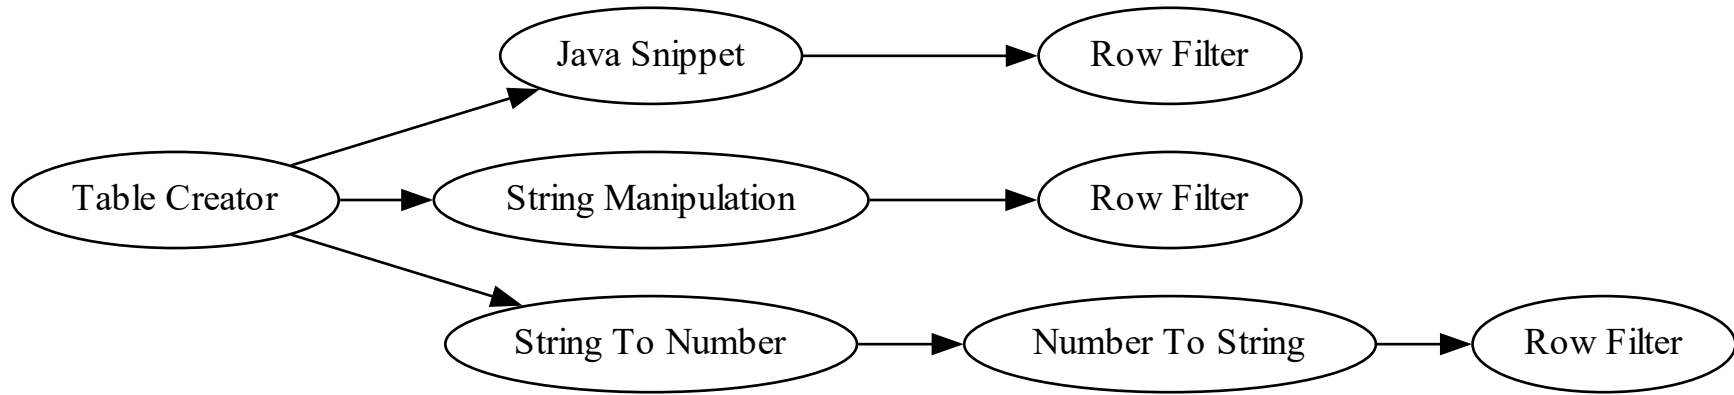 Java Snippet
Row Filter
Table Creator
String Manipulation
Row Filter
String To Number
Number To String
Row Filter